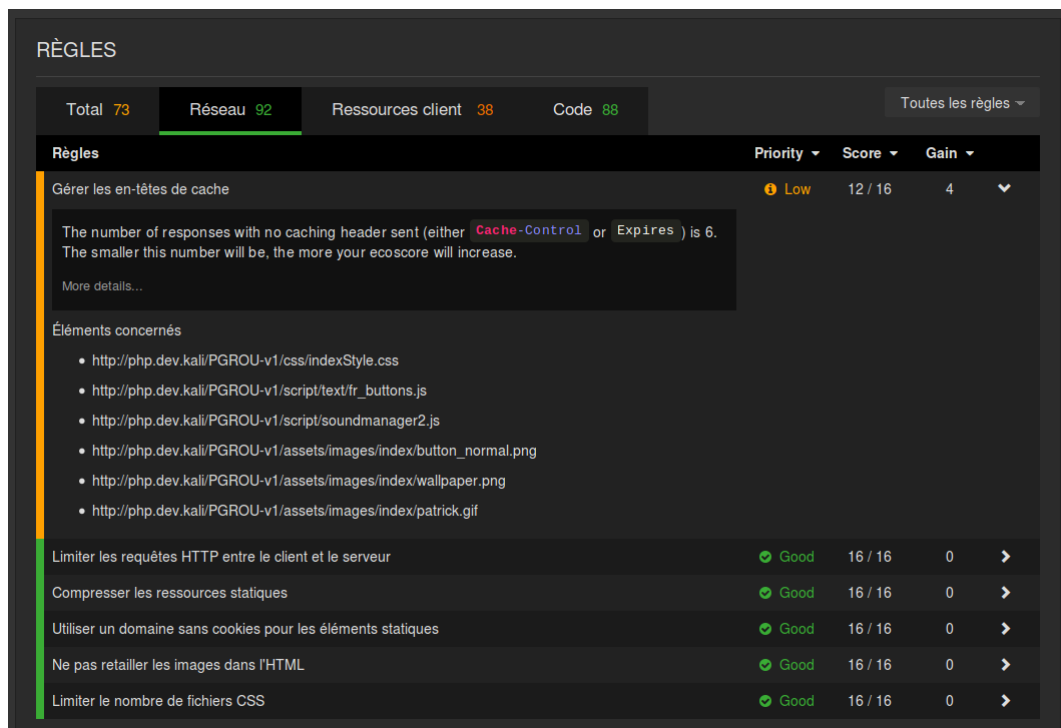 RÈGLES
Total 73 Réseau 92 Ressources client 38 Code 88 Toutes les règles
Règles Priority Score Gain
Gérer les en-têtes de cache Low 12 / 16 4
The number of responses with no caching header sent (either Cache-Control or Expires ) is 6.
The smaller this number will be, the more your ecoscore will increase.
More details...
Éléments concernés
• http://php.dev.kali/PGROU-v1/css/indexStyle.css
• http://php.dev.kali/PGROU-v1/script/text/fr_buttons.js
• http://php.dev.kali/PGROU-v1/script/soundmanager2.js
• http://php.dev.kali/PGROU-v1/assets/images/index/button_normal.png
• http://php.dev.kali/PGROU-v1/assets/images/index/wallpaper.png
• http://php.dev.kali/PGROU-v1/assets/images/index/patrick.gif
Limiter les requêtes HTTP entre le client et le serveur Good 16 / 16 0
Compresser les ressources statiques Good 16 / 16 0
Utiliser un domaine sans cookies pour les éléments statiques Good 16 / 16 0
Ne pas retailler les images dans l'HTML Good 16 / 16 0
Limiter le nombre de fichiers CSS Good 16 / 16 0